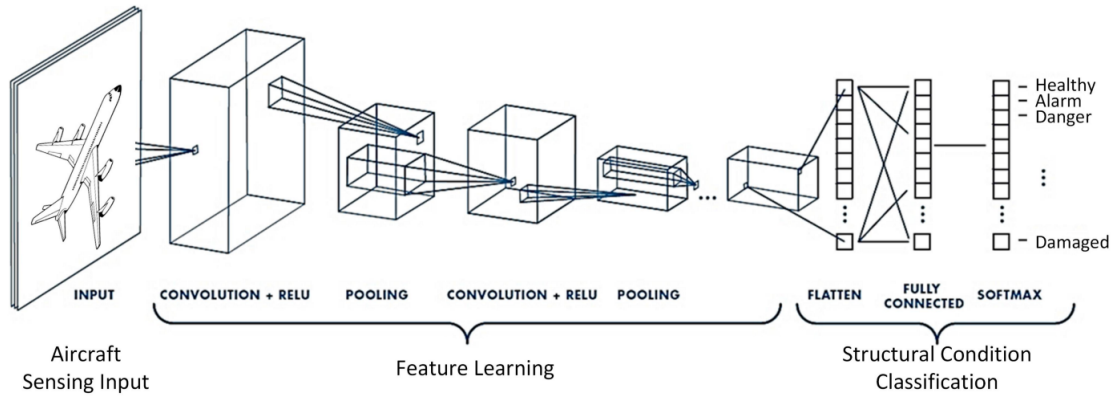 Healthy
Alarm
Danger
Damaged
INPUT
CONVOLUTION + RELU
POOLING
CONVOLUTION + RELU
POOLING
FLATTEN
FULLY
CONNECTED
SOFTMAX
Aircraft
Sensing Input
Feature Learning
Structural Condition
Classification